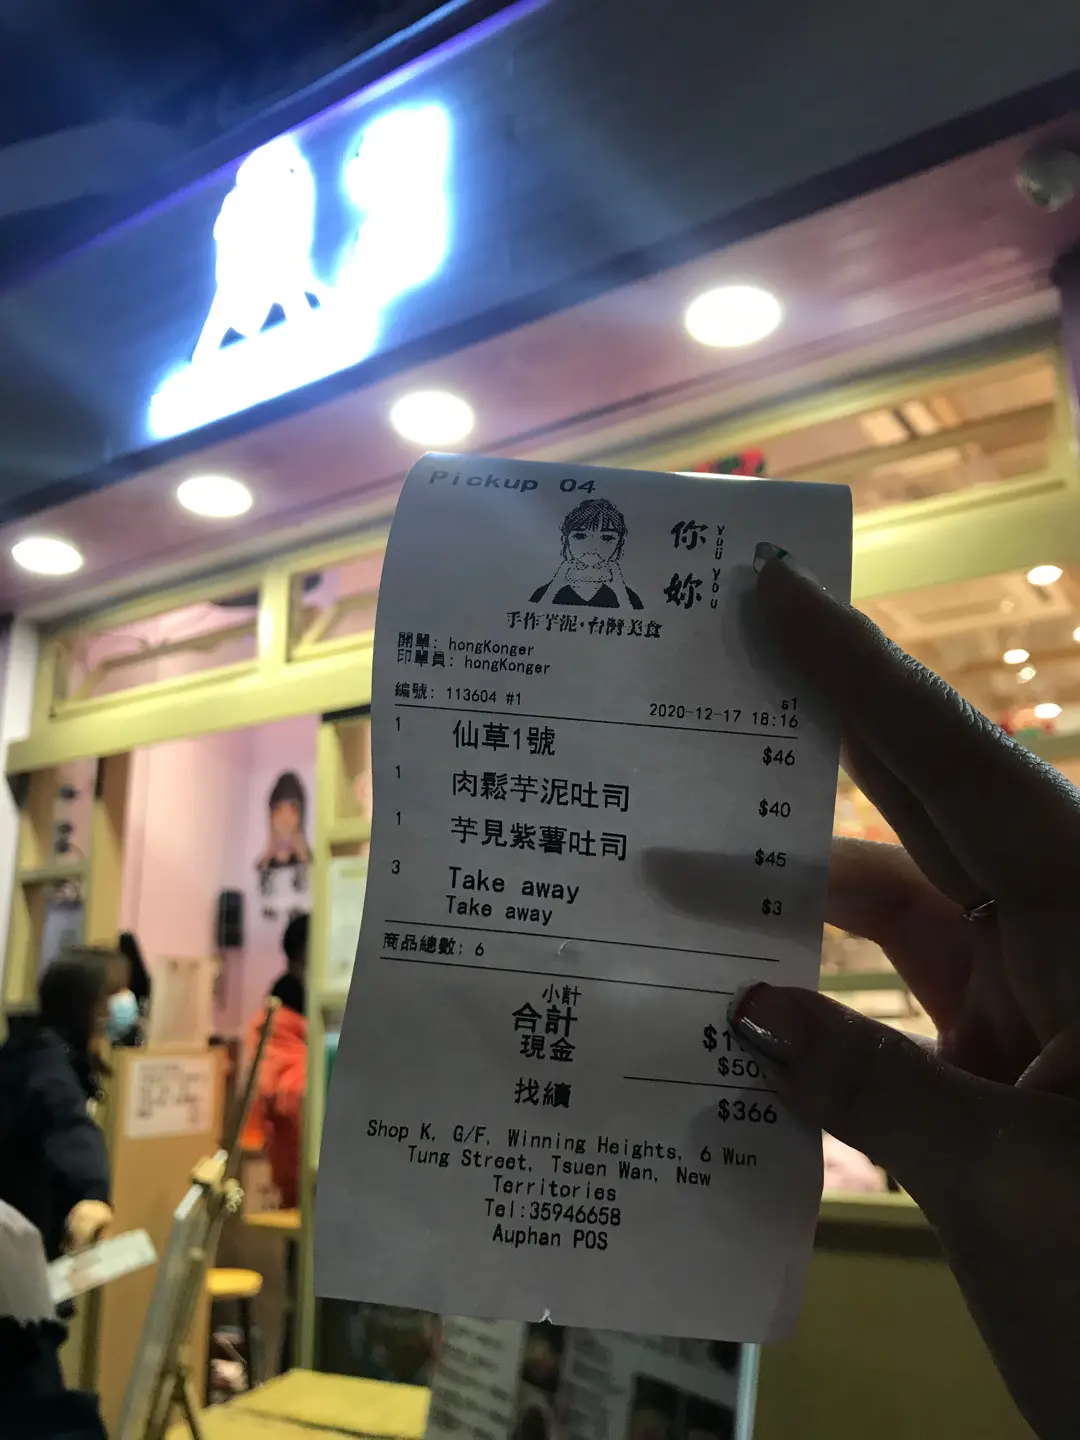 Pickup 04
你妳
YUU YOU
手作芋泥•台灣美食
開單: hongKonger
印單員: hongKonger
編號: 113604 #1
s1
2020-12-17 18:16
1 仙草1號 $46
1 肉鬆芋泥吐司 $40
1 芋見紫薯吐司 $45
3 Take away $3
Take away
商品總數: 6
小計
合計
現金
找續 $366
Shop K, G/F, Winning Heights, 6 Wun
Tung Street, Tsuen Wan, New
Territories
Tel:35946658
Auphan POS